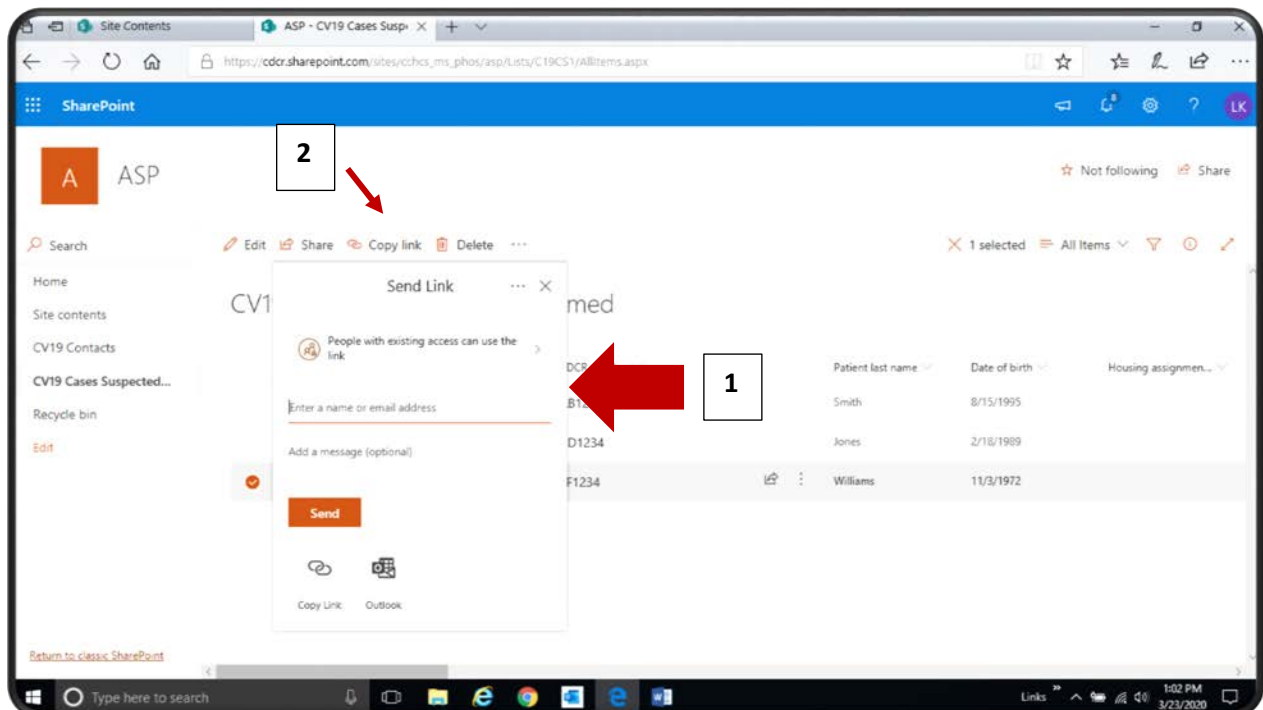 Site Contents
ASP - CV19 Cases Susp
https://cdcr.sharepoint.com/sites/cchcs_ms_phos/asp/Lists/C19CS1/AllItems.aspx
SharePoint
8
?
LK
2
A
ASP
Not following
Share
Search
Edit
Share
Copy link
Delete
1 selected
All Items
Home
Site contents
CV19 Contacts
CV19 Cases Suspected...
Recycle bin
Edit
Send Link
People with existing access can use the
link
Enter a name or email address
Add a message (optional)
Send
Copy Link
Outlook
CV1
med
1
DCR
Patient last name
Date of birth
Housing assignmen...
B12
Smith
8/15/1995
D1234
Jones
2/18/1989
F1234
Williams
11/3/1972
Return to classic SharePoint
Type here to search
Links
1:02 PM
3/23/2020